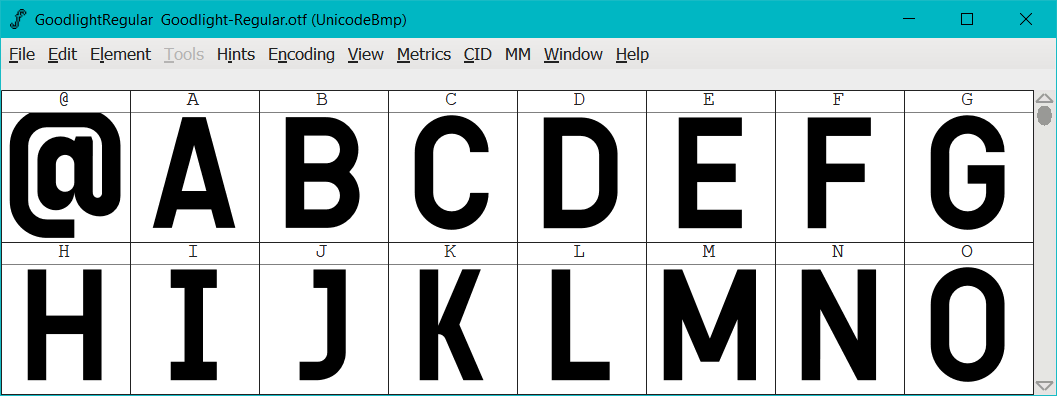 GoodlightRegular Goodlight-Regular.otf (UnicodeBmp)
File Edit Element Tools Hints Encoding View Metrics CID MM Window Help
@ A B C D E F G
@ A B C D E F G
H I J K L M N O
H I J K L M N O